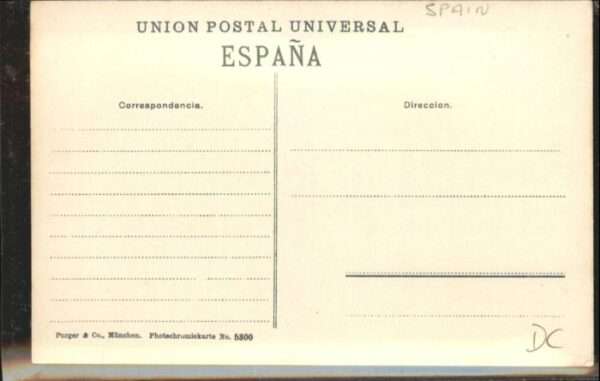 SPAIN
UNION POSTAL UNIVERSAL
ESPAÑA
Correspondencia.
Direccion.
Purger & Co., München. Photochromiekarte No. 5300
DC